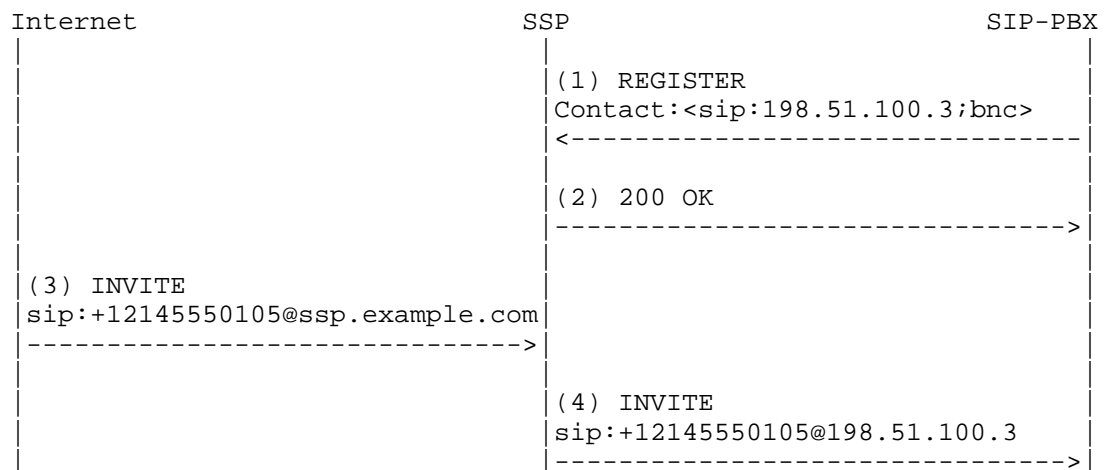 Internet SSP SIP-PBX
(1) REGISTER
Contact:<sip:198.51.100.3;bnc>
(2) 200 OK
(3) INVITE
sip:+12145550105@ssp.example.com
(4) INVITE
sip:+12145550105@198.51.100.3